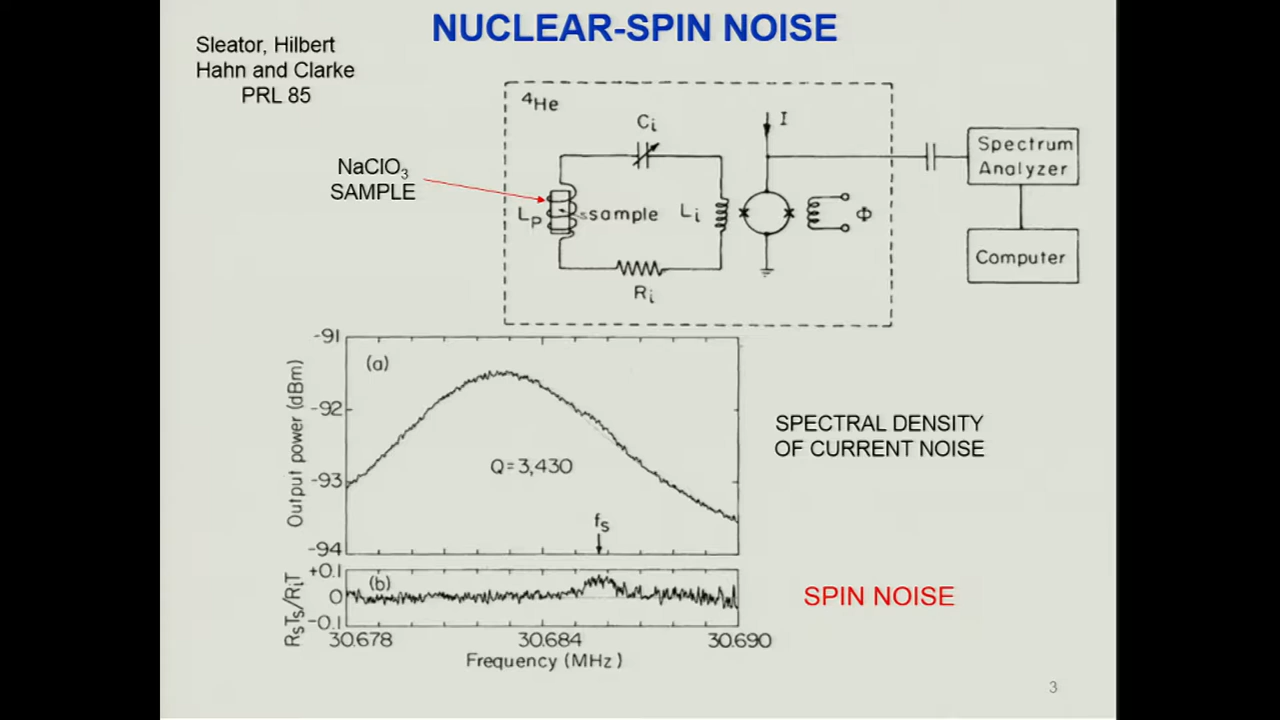 NUCLEAR-SPIN NOISE
Sleator, Hilbert
Hahn and Clarke
PRL 85
⁴He
Cᵢ
I
Spectrum
Analyzer
NaClO₃
SAMPLE
Lₚ
sample
Lᵢ
Φ
Computer
Rᵢ
-91
(a)
-92
Output power (dBm)
Q=3,430
-93
fₛ
-94
SPECTRAL DENSITY
OF CURRENT NOISE
+0.1
(b)
0
RₛTₛ/RᵢT
-0.1
SPIN NOISE
30.678
30.684
30.690
Frequency (MHz)
3